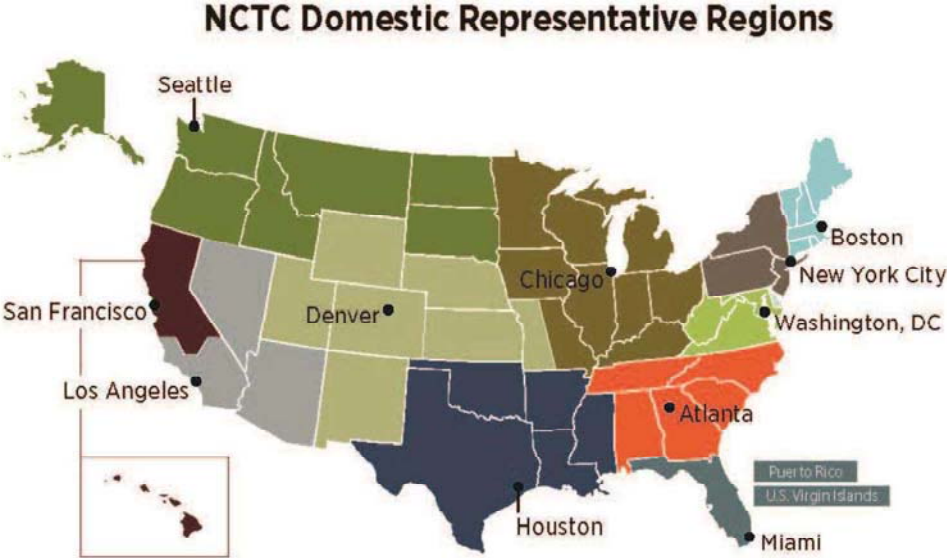 NCTC Domestic Representative Regions
Seattle
Boston
New York City
Chicago
San Francisco
Denver
Washington, DC
Los Angeles
Atlanta
Puerto Rico
U.S. Virgin Islands
Houston
Miami